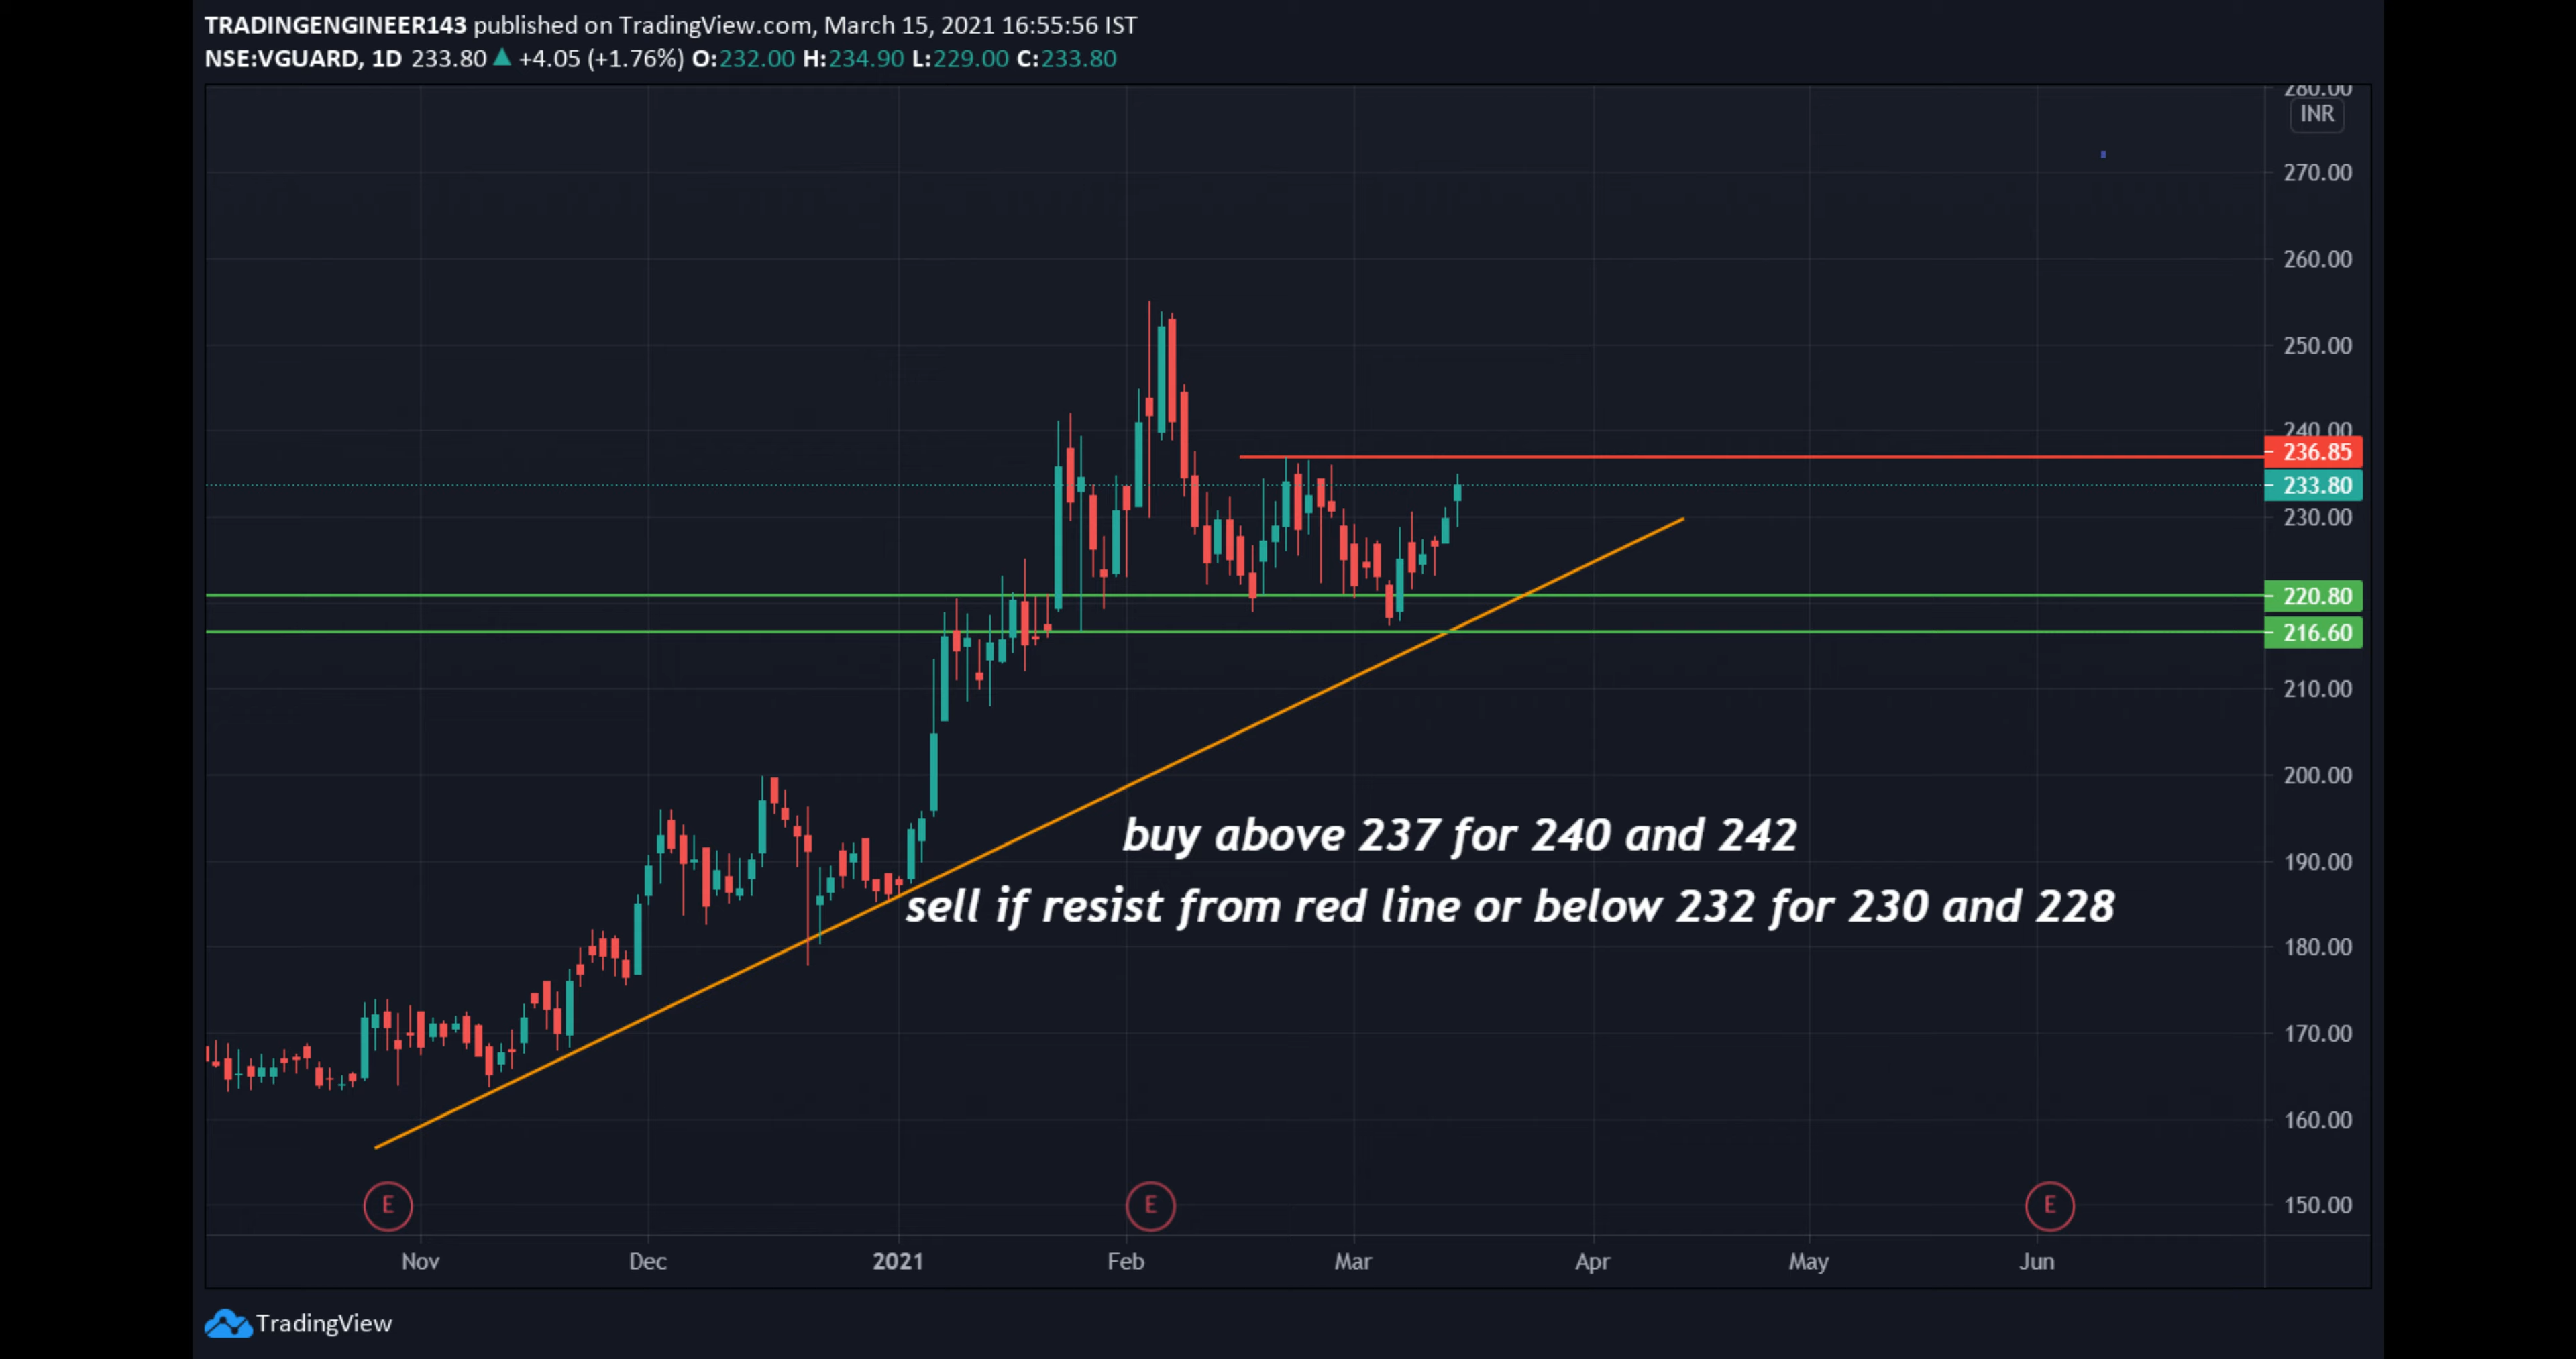 TRADINGENGINEER143 published on TradingView.com, March 15, 2021 16:55:56 IST
NSE:VGUARD, 1D 233.80 ▲ +4.05 (+1.76%) O:232.00 H:234.90 L:229.00 C:233.80
280.00
INR
270.00
260.00
250.00
240.00
236.85
233.80
230.00
220.80
216.60
210.00
200.00
buy above 237 for 240 and 242
190.00
sell if resist from red line or below 232 for 230 and 228
180.00
170.00
160.00
E E E 150.00
Nov Dec 2021 Feb Mar Apr May Jun
TradingView